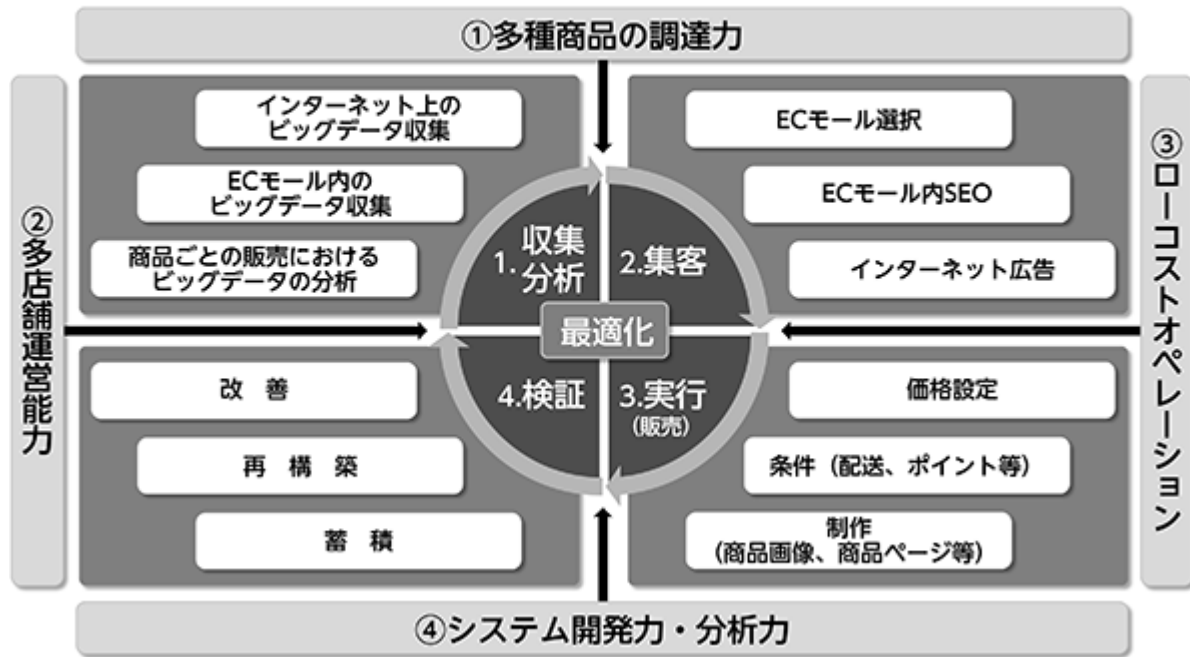 ①多種商品の調達力
②多店舗運営能力
インターネット上の
ビッグデータ収集
ECモール内の
ビッグデータ収集
商品ごとの販売における
ビッグデータの分析
ECモール選択
ECモール内SEO
インターネット広告
③ローコストオペレーション
1.収集
分析
2.集客
最適化
4.検証
3.実行
(販売)
改　善
再　構　築
蓄　積
価格設定
条件（配送、ポイント等）
制作
（商品画像、商品ページ等）
④システム開発力・分析力